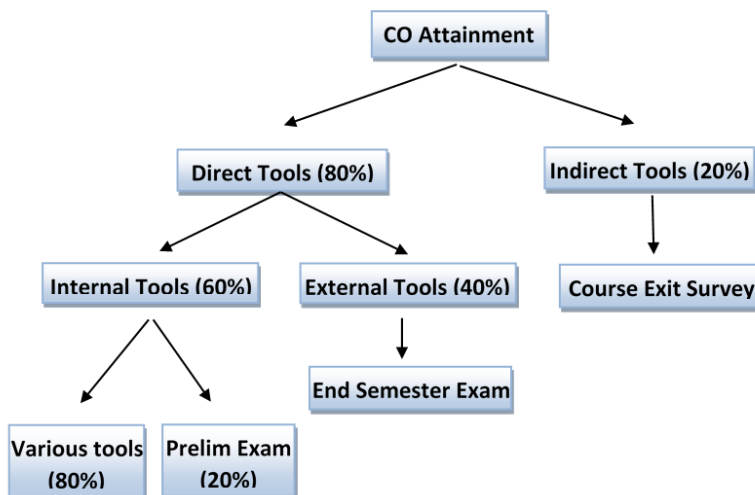 CO Attainment
Direct Tools (80%)
Indirect Tools (20%)
Internal Tools (60%)
External Tools (40%)
Course Exit Survey
End Semester Exam
Various tools
(80%)
Prelim Exam
(20%)